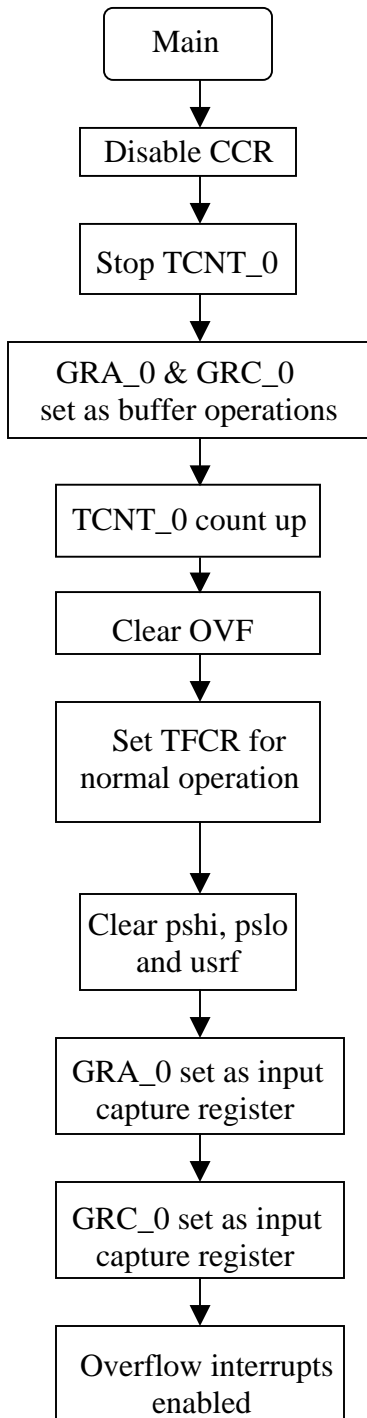 Main
Disable CCR
Stop TCNT_0
GRA_0 & GRC_0
set as buffer operations
TCNT_0 count up
Clear OVF
Set TFCR for
normal operation
Clear pshi, pslo
and usrf
GRA_0 set as input
capture register
GRC_0 set as input
capture register
Overflow interrupts
enabled